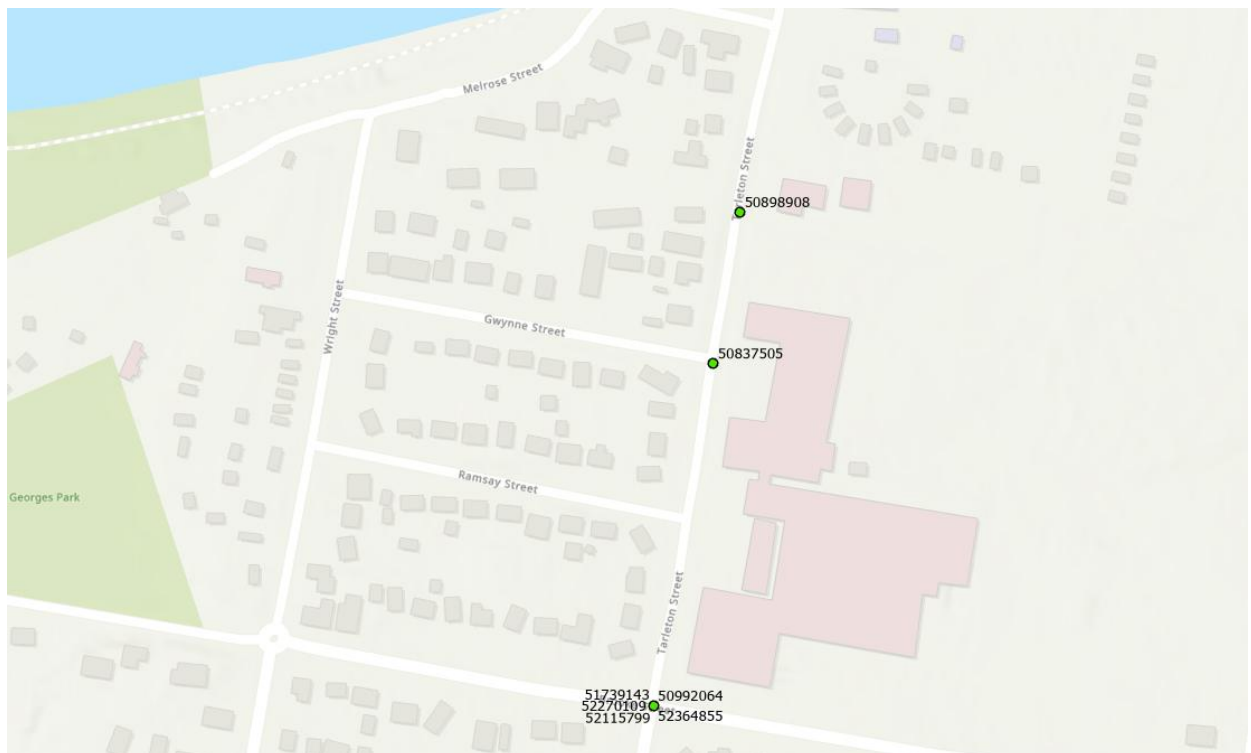 Melrose Street
Tarleton Street
50898908
Wright Street
Gwynne Street
50837505
Ramsay Street
Georges Park
Tarleton Street
51739143 50992064
52270109
52115799 52364855